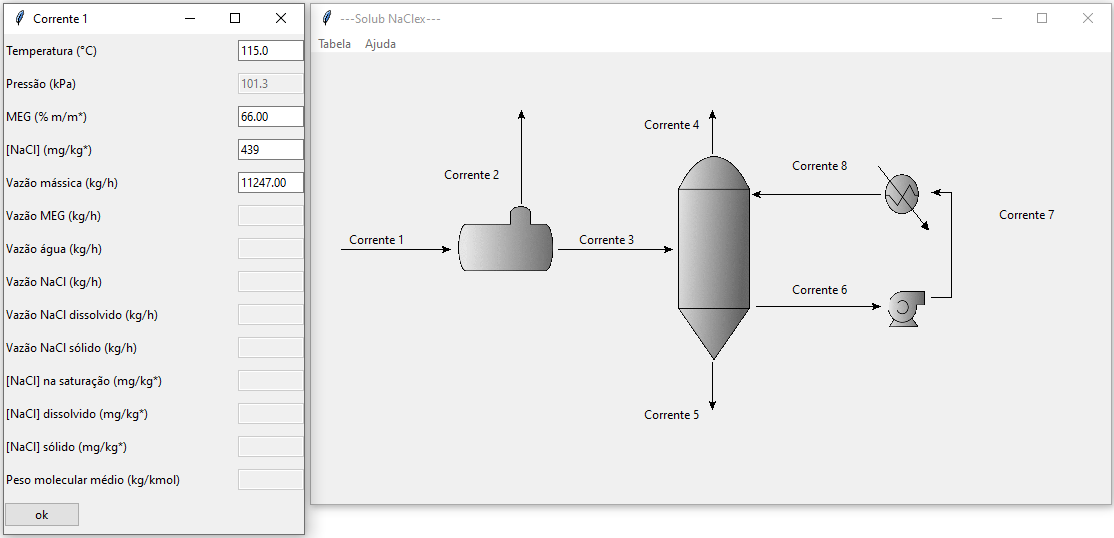 Corrente 1
Temperatura (°C) 115.0
Pressão (kPa) 101.3
MEG (% m/m*) 66.00
[NaCl] (mg/kg*) 439
Vazão mássica (kg/h) 11247.00
Vazão MEG (kg/h)
Vazão água (kg/h)
Vazão NaCl (kg/h)
Vazão NaCl dissolvido (kg/h)
Vazão NaCl sólido (kg/h)
[NaCl] na saturação (mg/kg*)
[NaCl] dissolvido (mg/kg*)
[NaCl] sólido (mg/kg*)
Peso molecular médio (kg/kmol)
ok
---Solub NaClex---
Tabela Ajuda
Corrente 4
Corrente 8
Corrente 2
Corrente 7
Corrente 1
Corrente 3
Corrente 6
Corrente 5